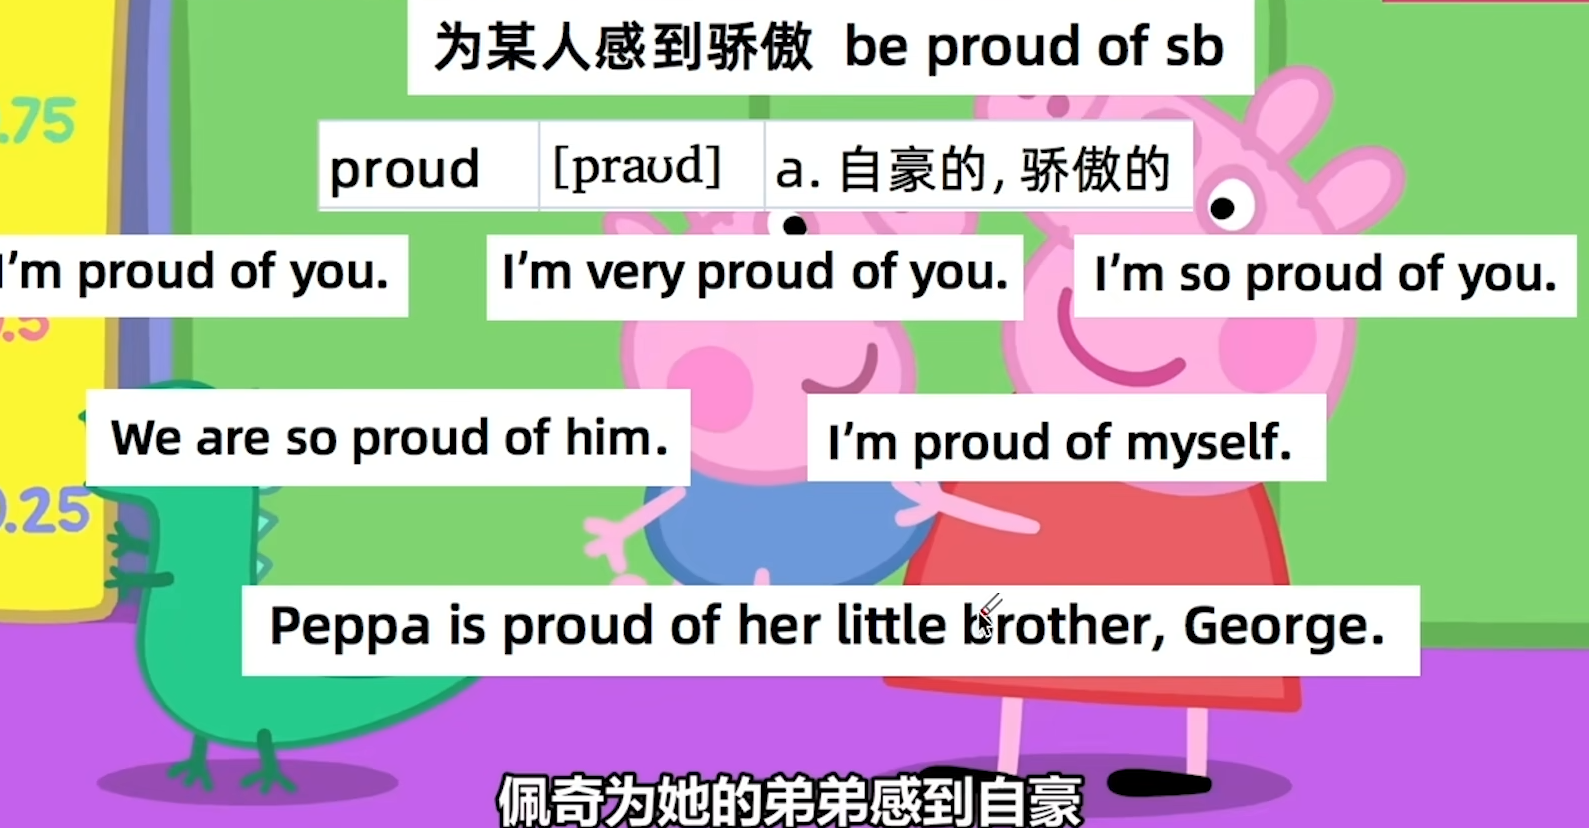 为某人感到骄傲 be proud of sb
.75
proud [praʊd] a. 自豪的, 骄傲的
I’m proud of you. I’m very proud of you. I’m so proud of you.
.5
We are so proud of him. I’m proud of myself.
0.25
Peppa is proud of her little brother, George.
佩奇为她的弟弟感到自豪